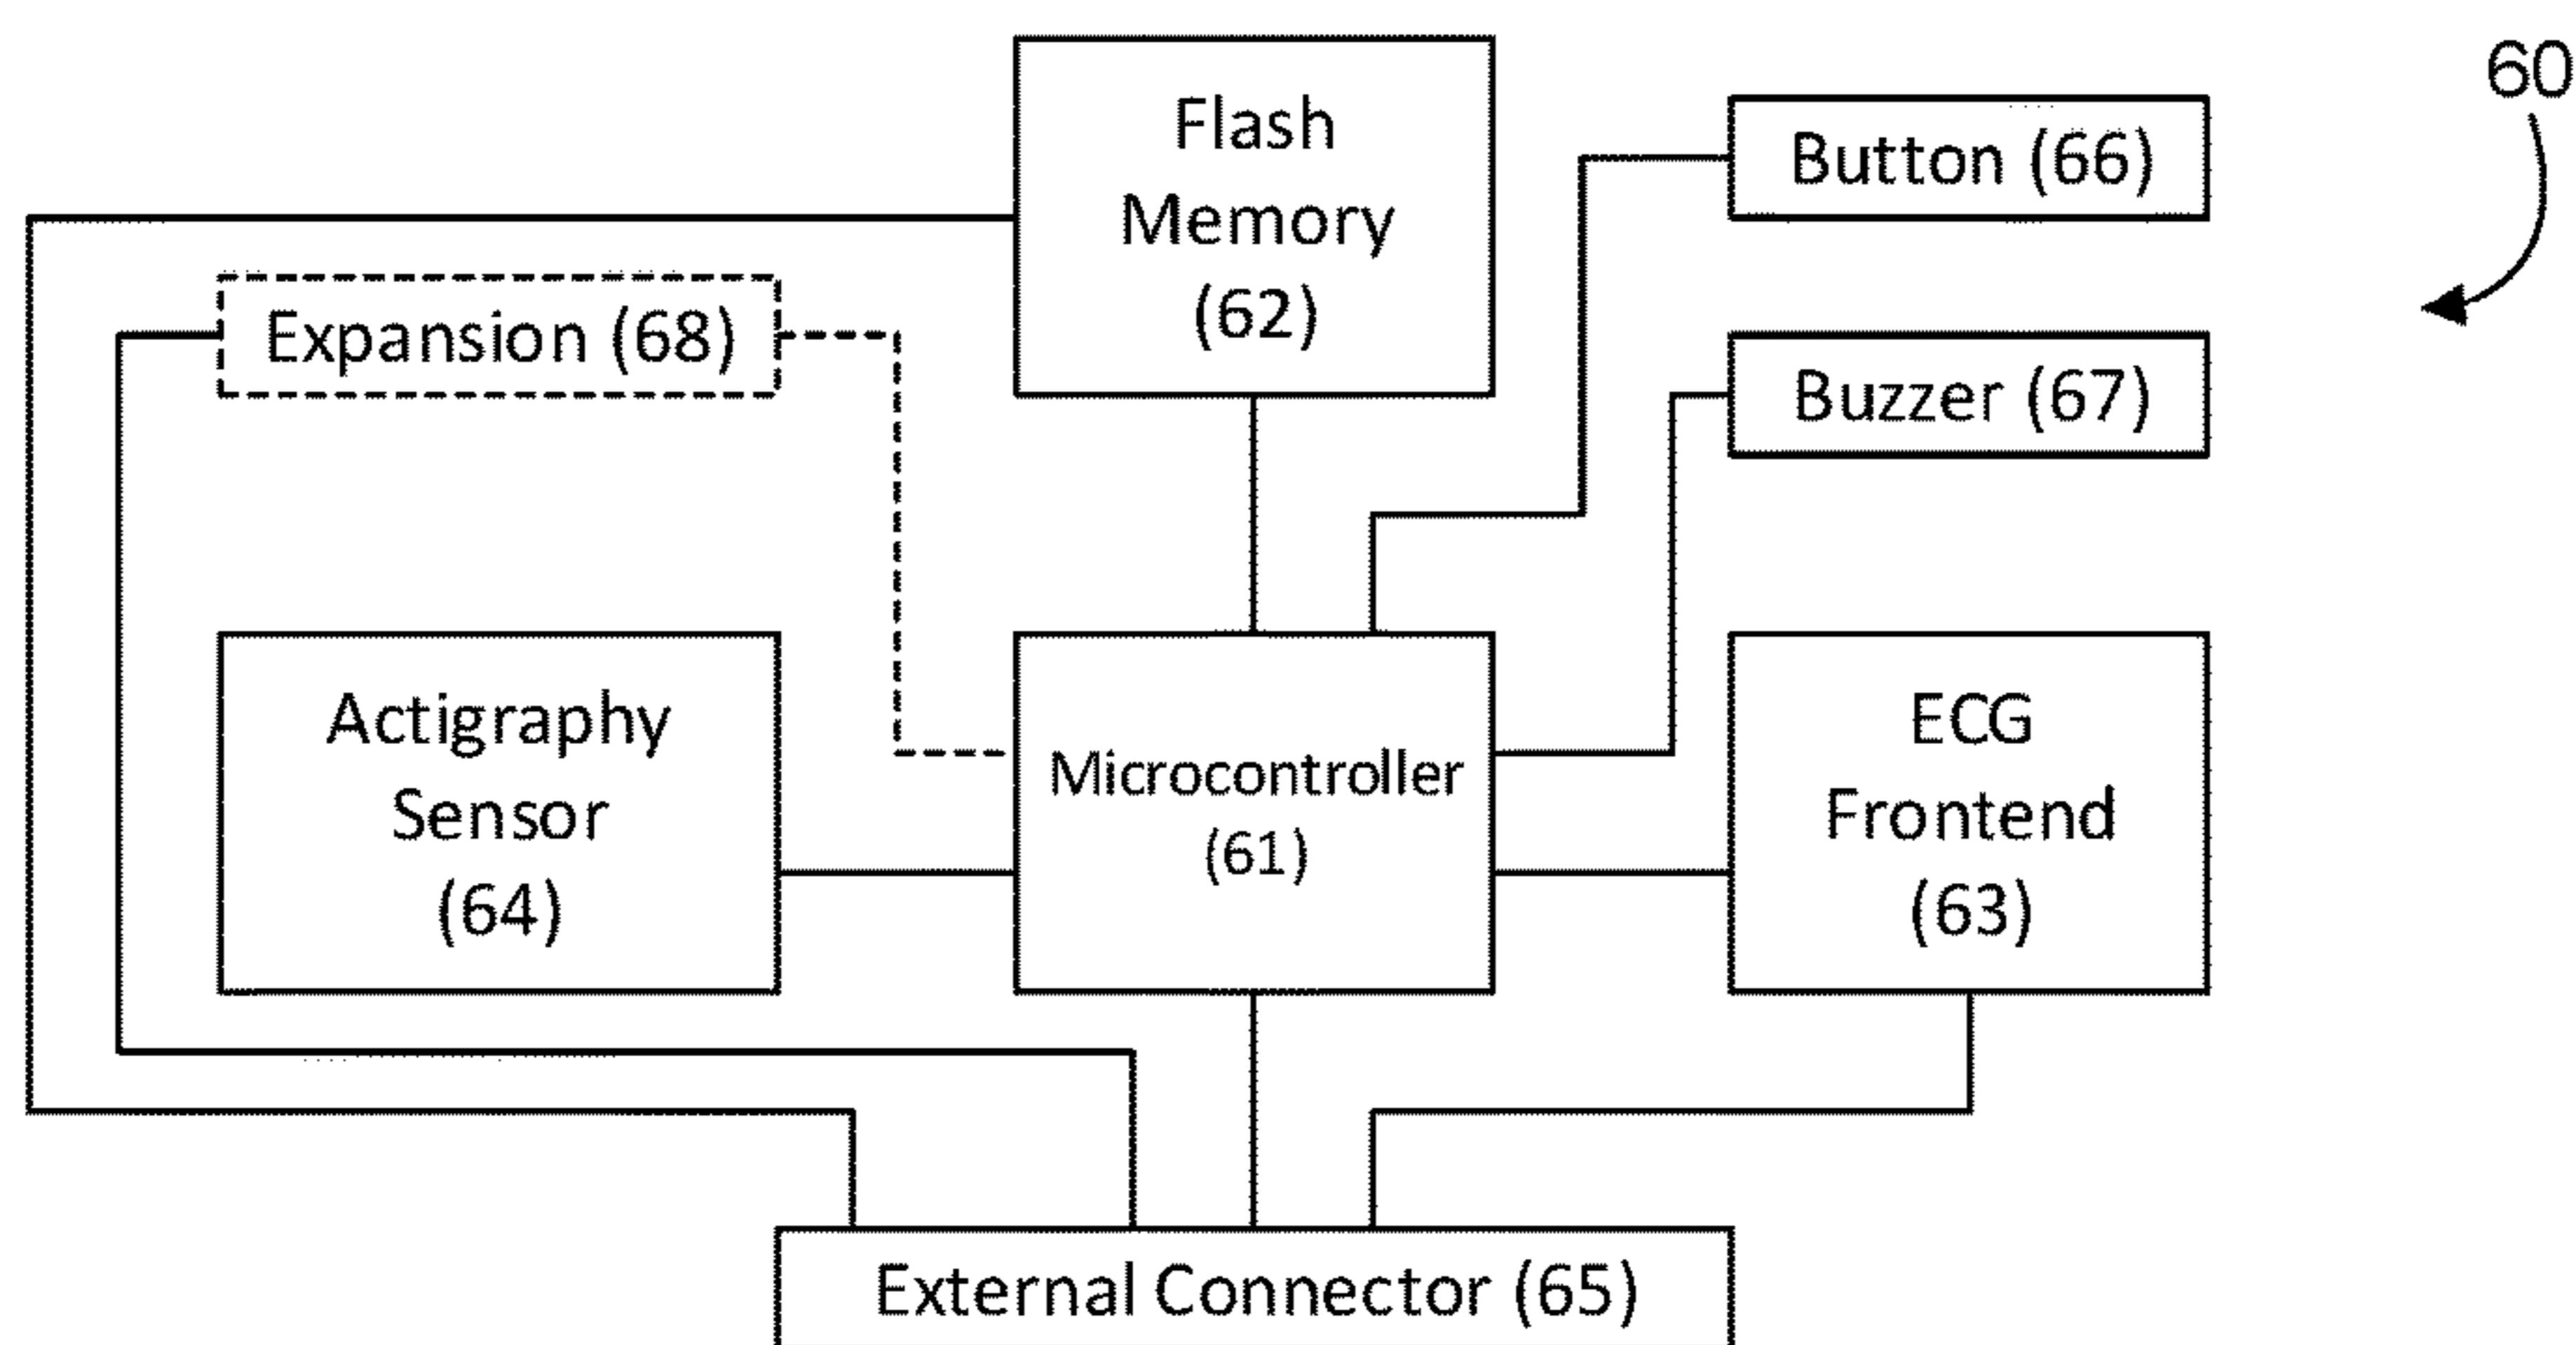 60
Flash
Memory
(62)
Button (66)
Expansion (68)
Buzzer (67)
Actigraphy
Sensor
(64)
Microcontroller
(61)
ECG
Frontend
(63)
External Connector (65)